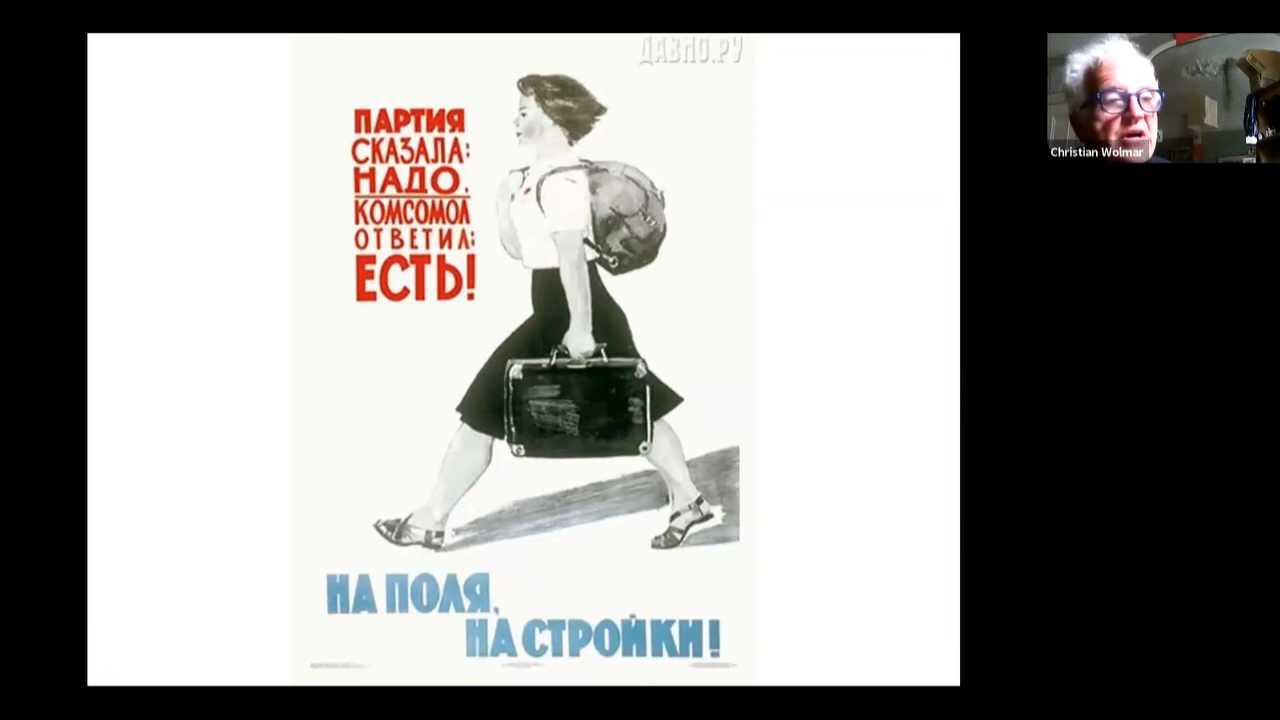 ДАВНО.РУ
ПАРТИЯ
СКАЗАЛА:
НАДО.
КОМСОМОЛ
ОТВЕТИЛ:
ЕСТЬ!
НА ПОЛЯ,
НА СТРОЙКИ!
Christian Wolmar